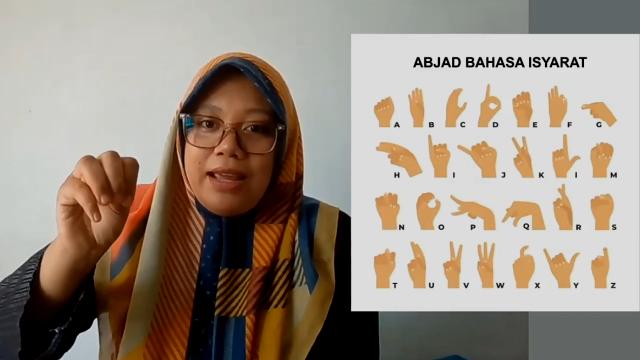 ABJAD BAHASA ISYARAT
A B C D E F G
H I J K L M
N O P Q R S
T U V W X Y Z